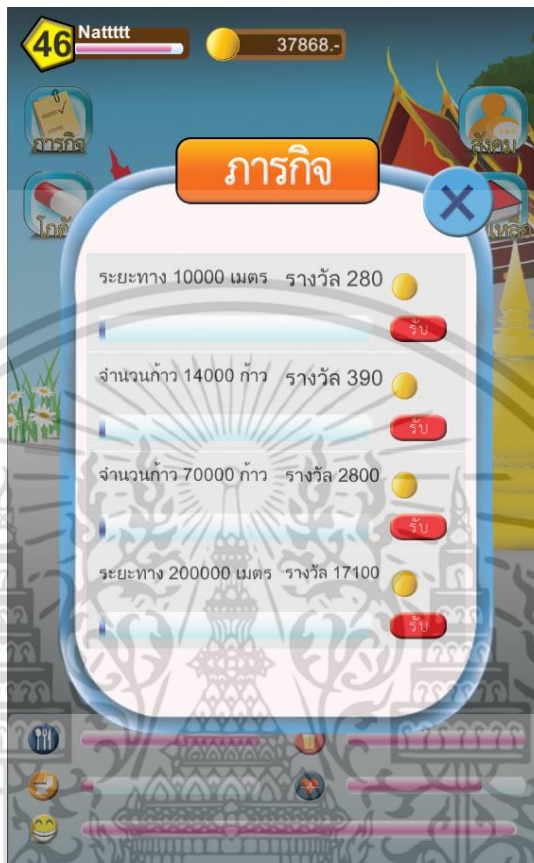 46 Nattttt 37868.-
ภารกิจ สังคม
ภารกิจ
ระยะทาง 10000 เมตร รางวัล 280
รับ
จำนวนก้าว 14000 ก้าว รางวัล 390
รับ
จำนวนก้าว 70000 ก้าว รางวัล 2800
รับ
ระยะทาง 200000 เมตร รางวัล 17100
รับ